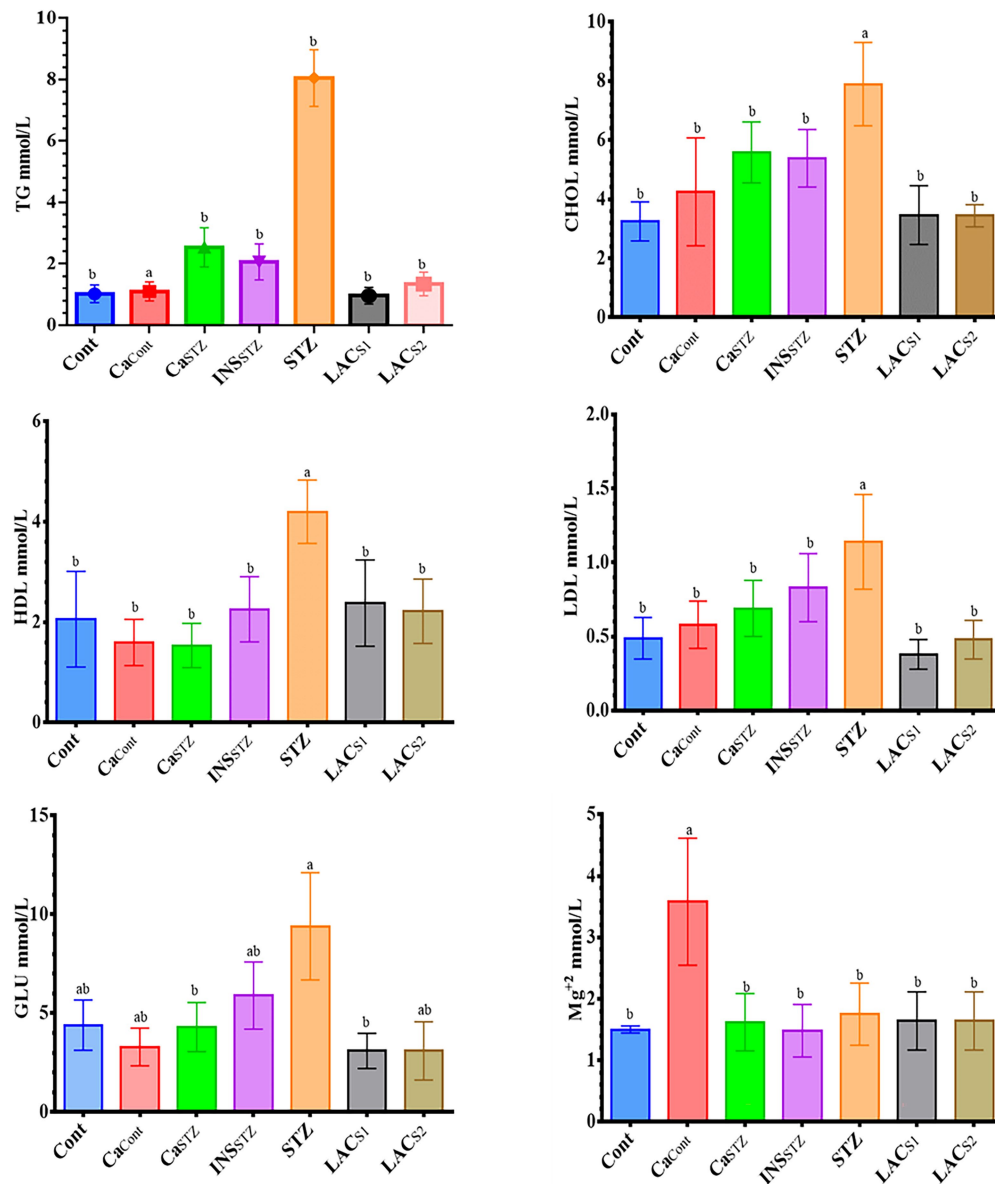 TG mmol/L
10
8
6
4
2
0
b
a
b
b
b
b
b
Cont
CaCont
CaSTZ
INSSTZ
STZ
LACS1
LACS2
CHOL mmol/L
10
8
6
4
2
0
b
b
b
b
a
b
b
Cont
CaCont
CaSTZ
INSSTZ
STZ
LACS1
LACS2
HDL mmol/L
6
4
2
0
b
b
b
b
a
b
b
Cont
CaCont
CaSTZ
INSSTZ
STZ
LACS1
LACS2
LDL mmol/L
2.0
1.5
1.0
0.5
0.0
b
b
b
b
a
b
b
Cont
CaCont
CaSTZ
INSSTZ
STZ
LACS1
LACS2
GLU mmol/L
15
10
5
0
ab
ab
b
ab
a
b
ab
Cont
CaCont
CaSTZ
INSSTZ
STZ
LACS1
LACS2
Mg+2 mmol/L
5
4
3
2
1
0
b
a
b
b
b
b
b
Cont
CaCont
CaSTZ
INSSTZ
STZ
LACS1
LACS2